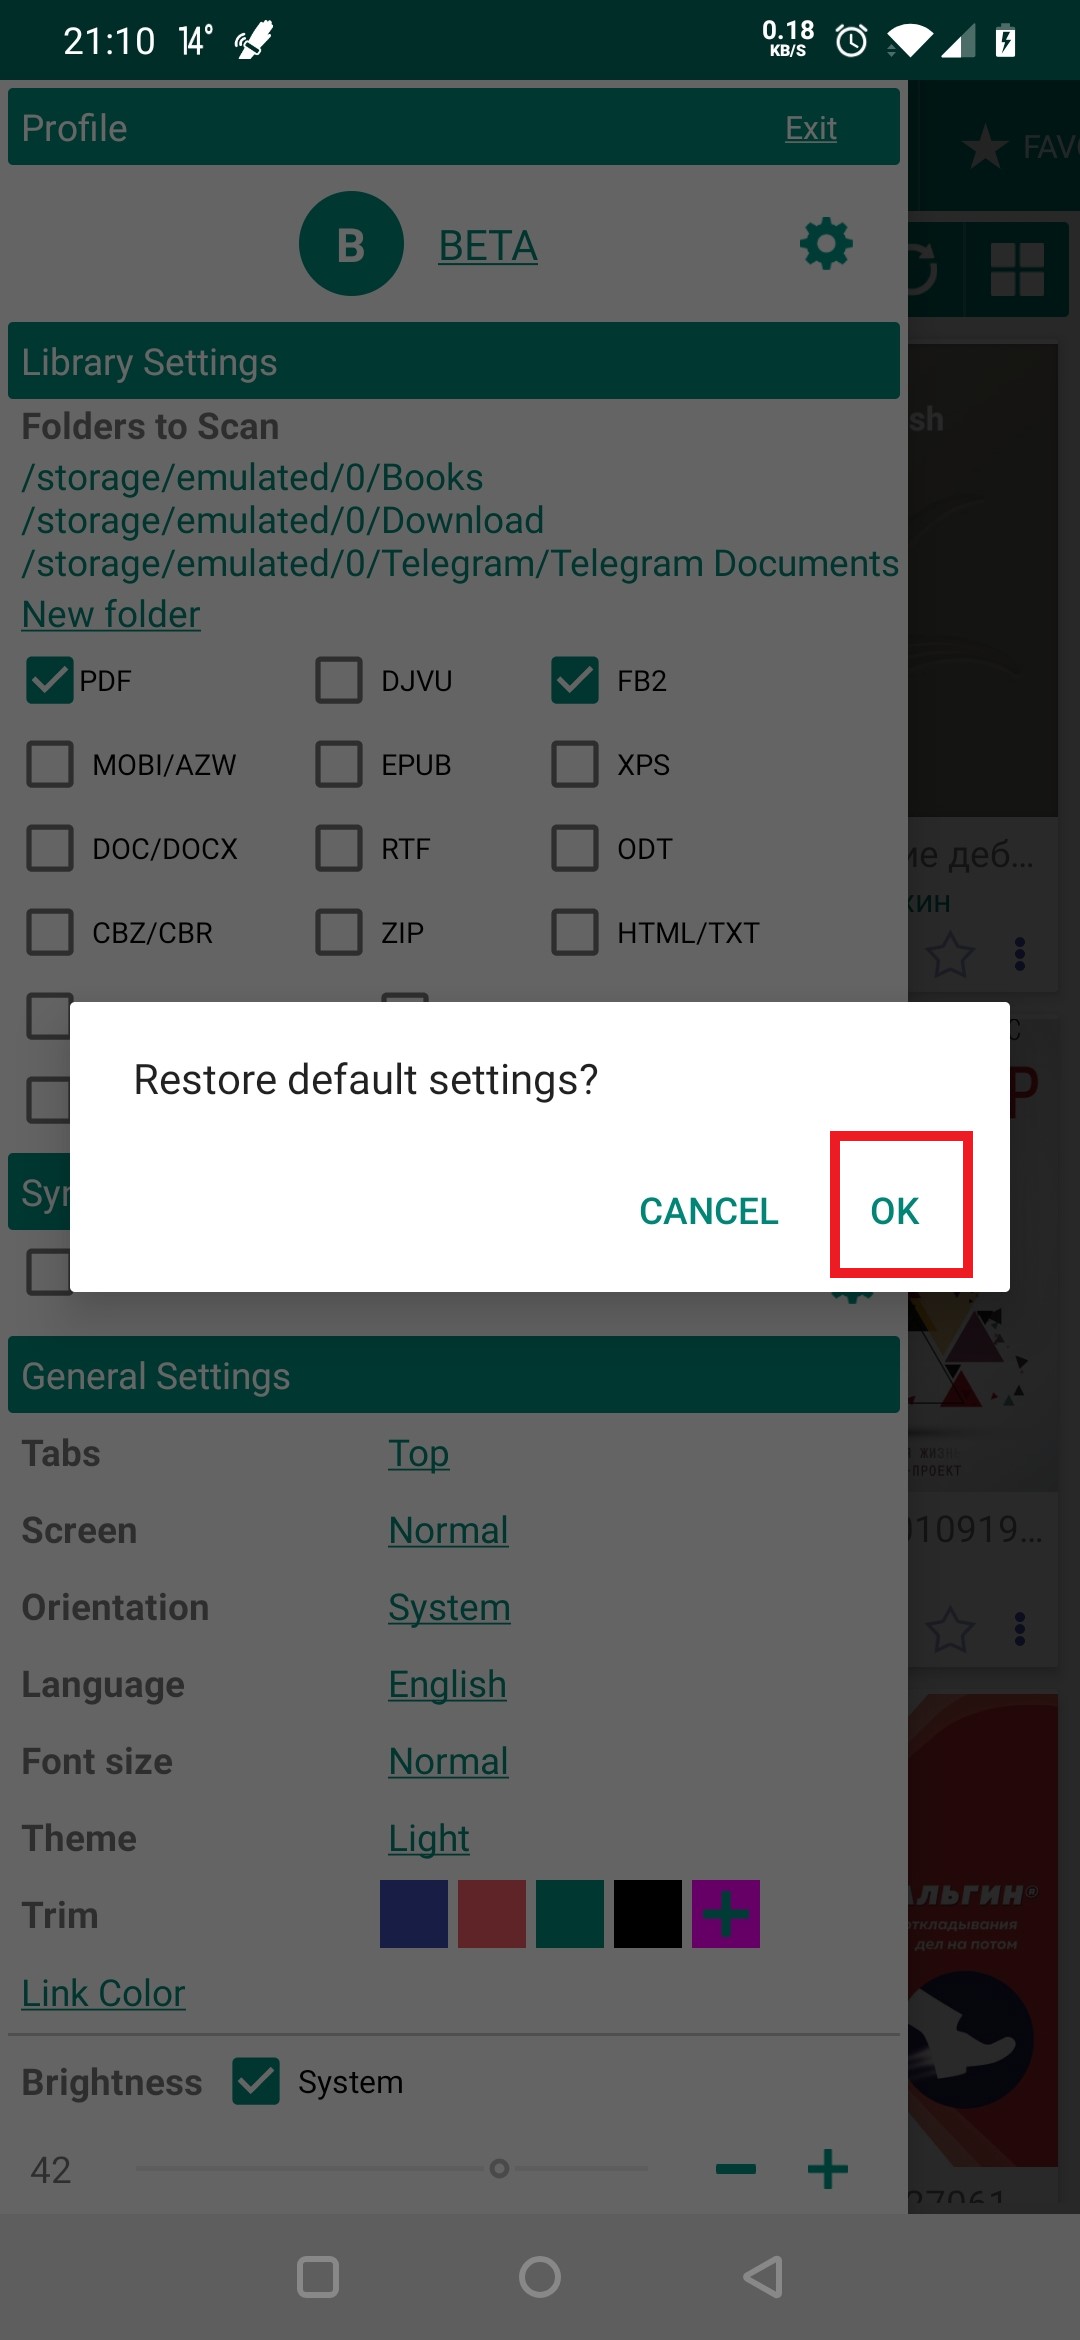 21:10 14° 0.18 KB/S
Profile Exit
FAV
B BETA
Library Settings
Folders to Scan
sh
/storage/emulated/0/Books
/storage/emulated/0/Download
/storage/emulated/0/Telegram/Telegram Documents
New folder
PDF DJVU FB2
MOBI/AZW EPUB XPS
DOC/DOCX RTF ODT
ие деб...
кин
CBZ/CBR ZIP HTML/TXT
Restore default settings?
Syn
CANCEL OK
General Settings
Tabs Top
ЖИЗН
ПРОЕКТ
Screen Normal
010919...
Orientation System
Language English
Font size Normal
Theme Light
Trim
АЛЬГИН®
откладывания
дел на потом
Link Color
Brightness System
42